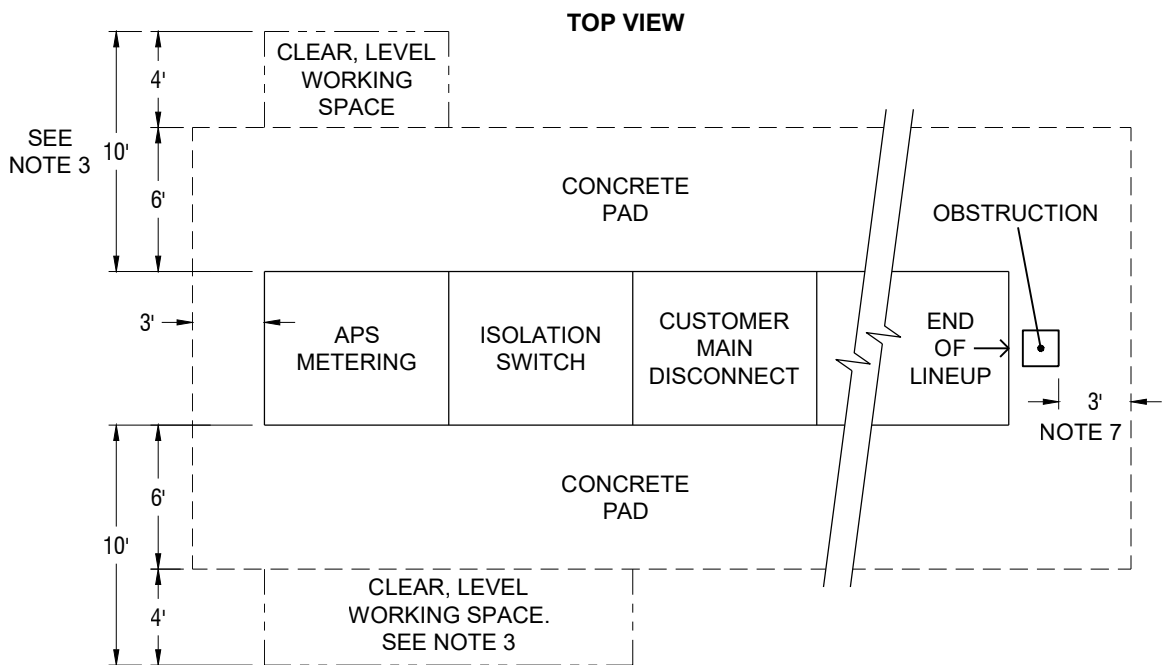 TOP VIEW
CLEAR, LEVEL
WORKING
SPACE
4'
SEE
NOTE 3
10'
6'
CONCRETE
PAD
OBSTRUCTION
3'
APS
METERING
ISOLATION
SWITCH
CUSTOMER
MAIN
DISCONNECT
END
OF
LINEUP
3'
NOTE 7
6'
CONCRETE
PAD
10'
4'
CLEAR, LEVEL
WORKING SPACE.
SEE NOTE 3